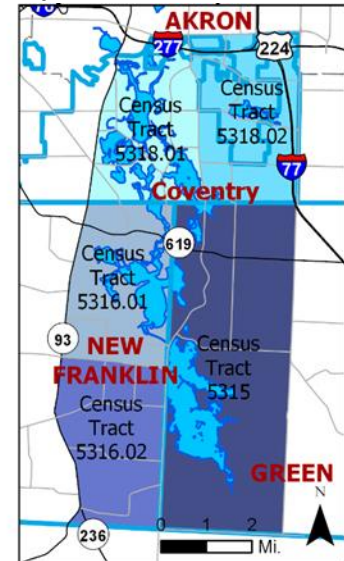 AKRON
277
224
Census
Tract
5318.01
Census
Tract
5318.02
77
Coventry
619
Census
Tract
5316.01
93
NEW
FRANKLIN
Census
Tract
5315
Census
Tract
5316.02
GREEN
N
0 1 2
Mi.
236